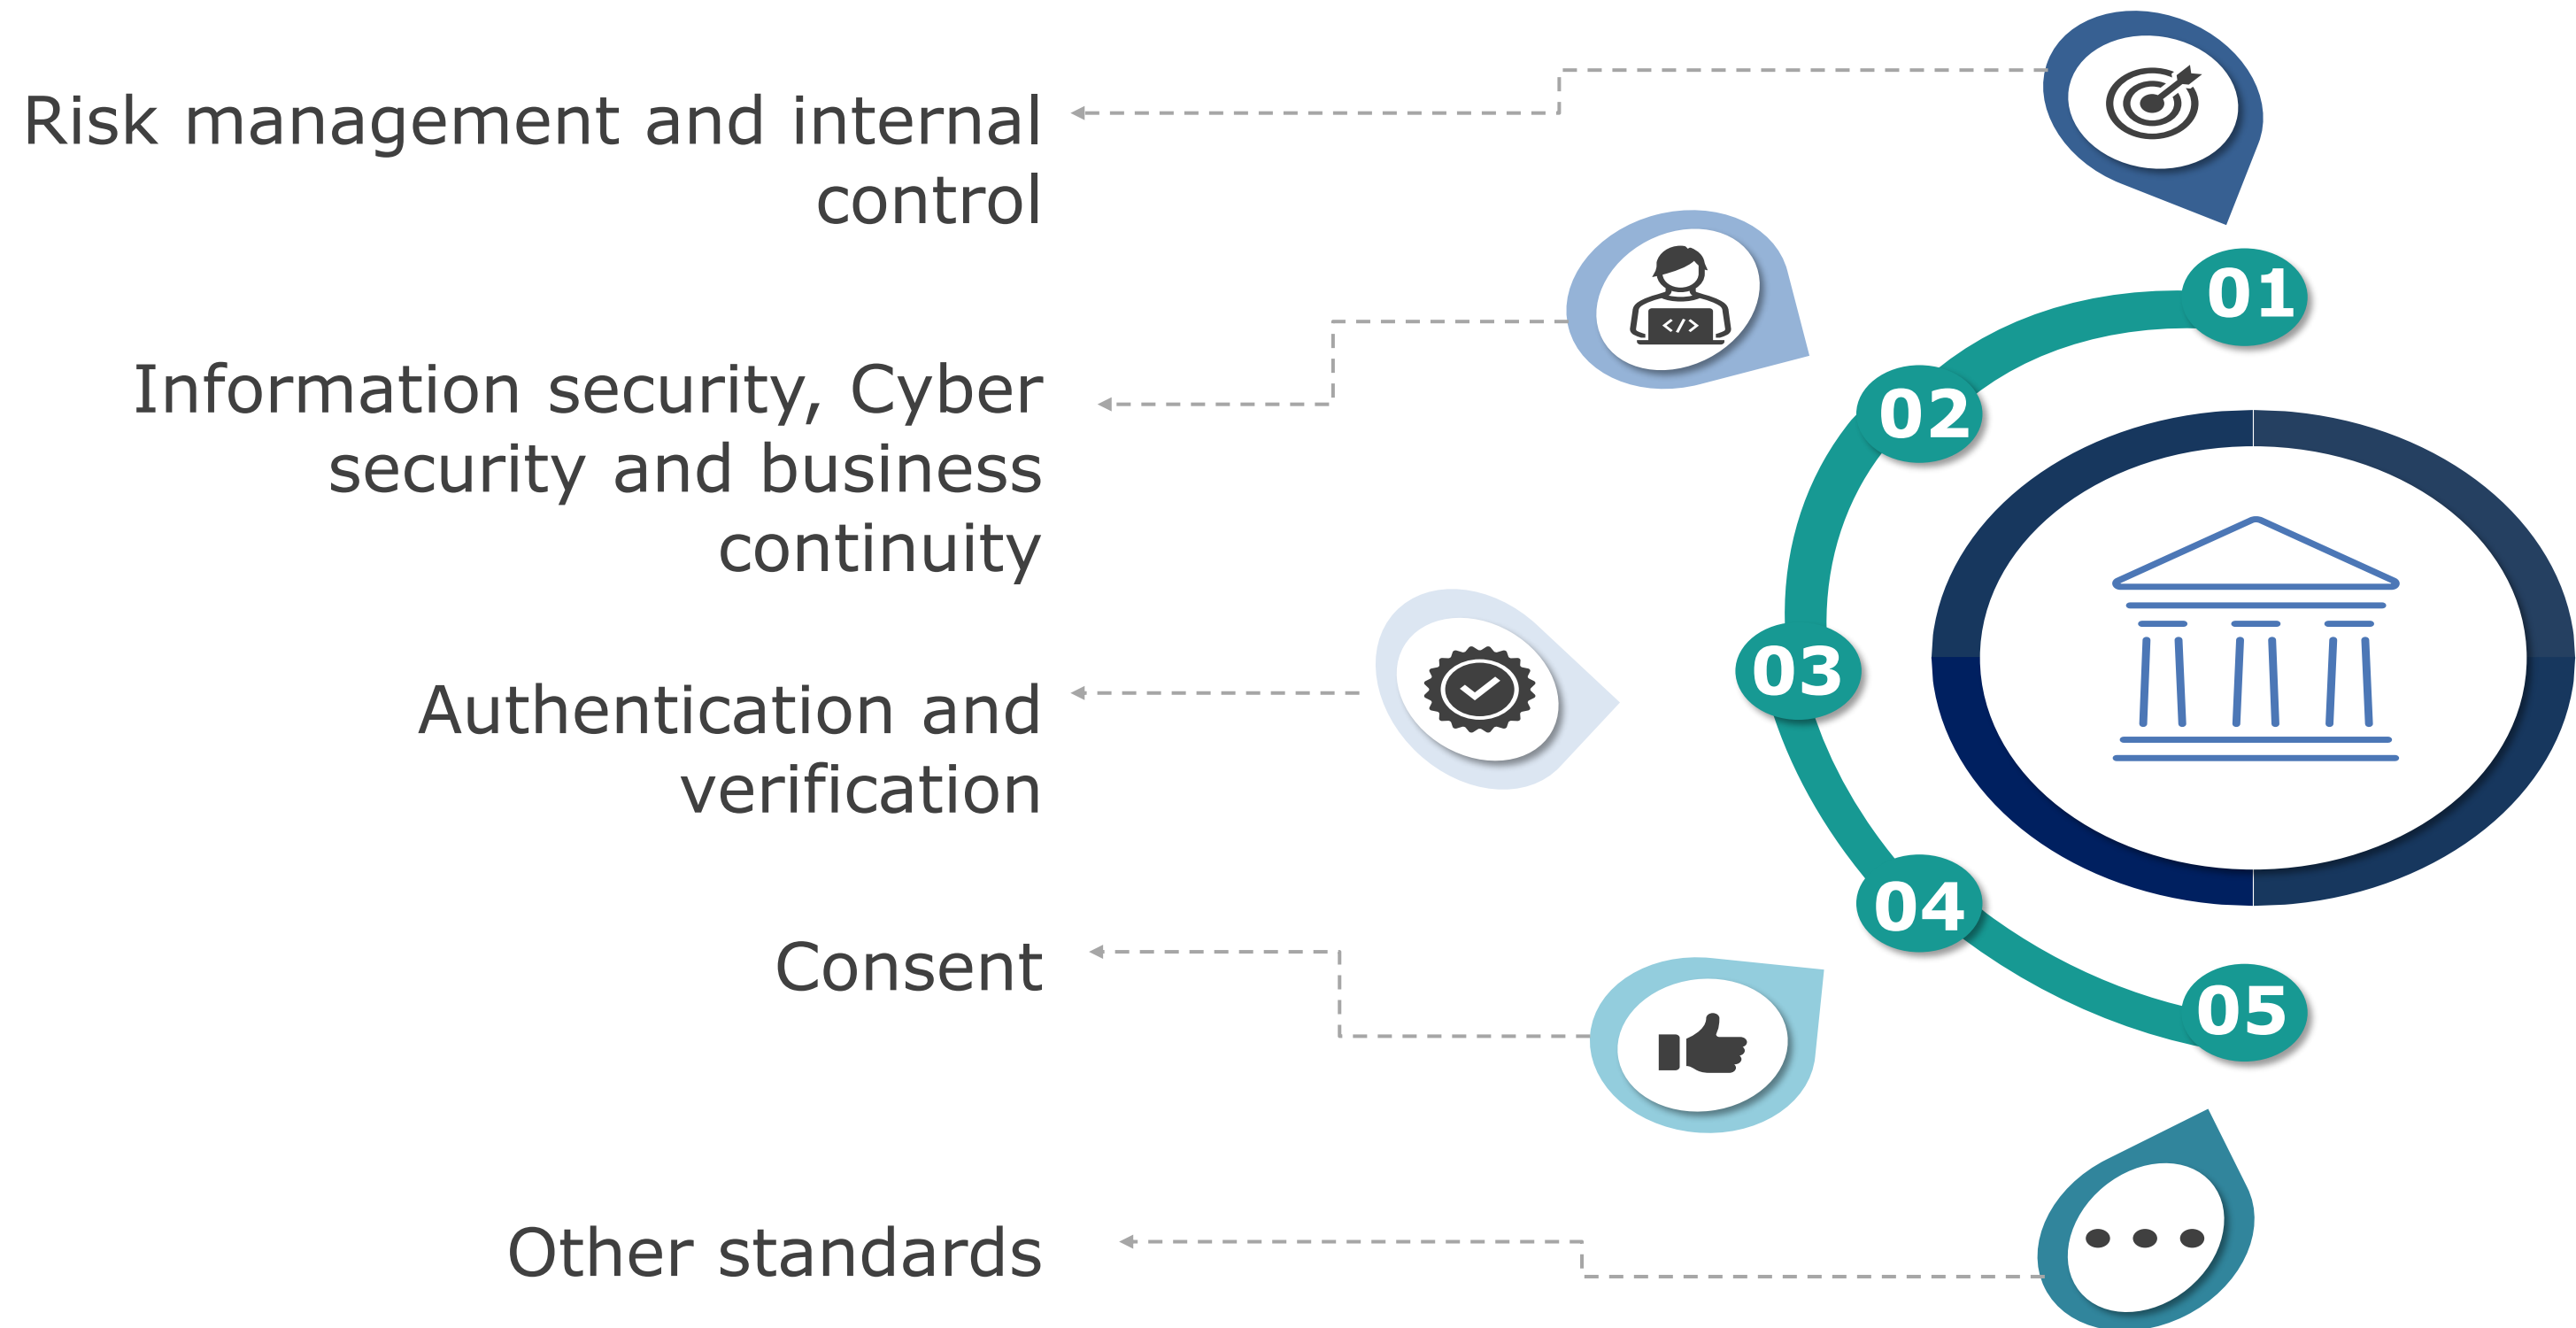 Risk management and internal
control
01
Information security, Cyber
security and business
continuity
02
Authentication and
verification
03
Consent
04
Other standards
05